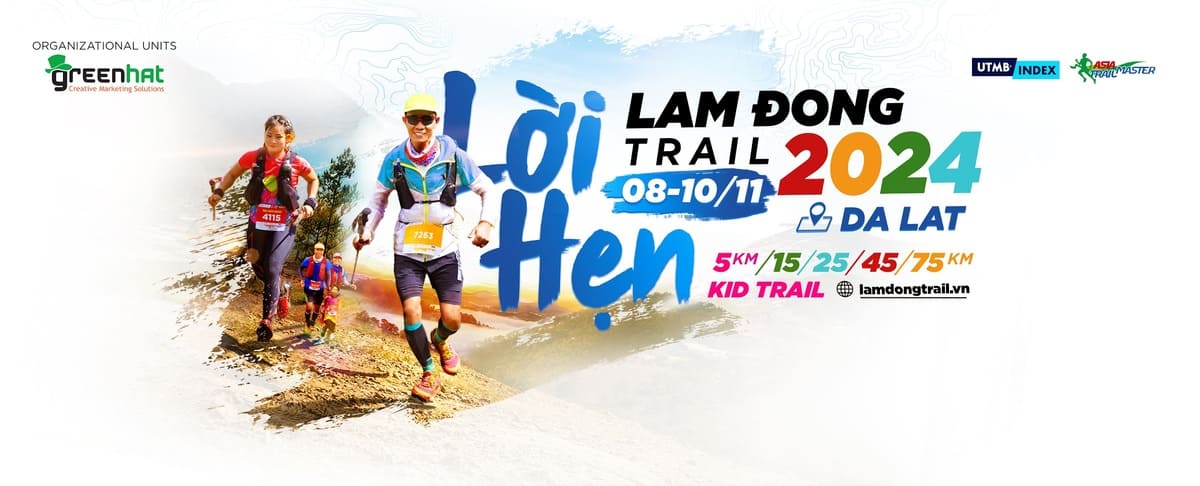 ORGANIZATIONAL UNITS
greenhat
Creative Marketing Solutions
UTMB® INDEX
ASIA
TRAIL MASTER
Lời
Hẹn
LAM ĐONG
TRAIL 2024
08-10/11
DA LAT
5KM/15/25/45/75KM
KID TRAIL lamdongtrail.vn
4115
7263